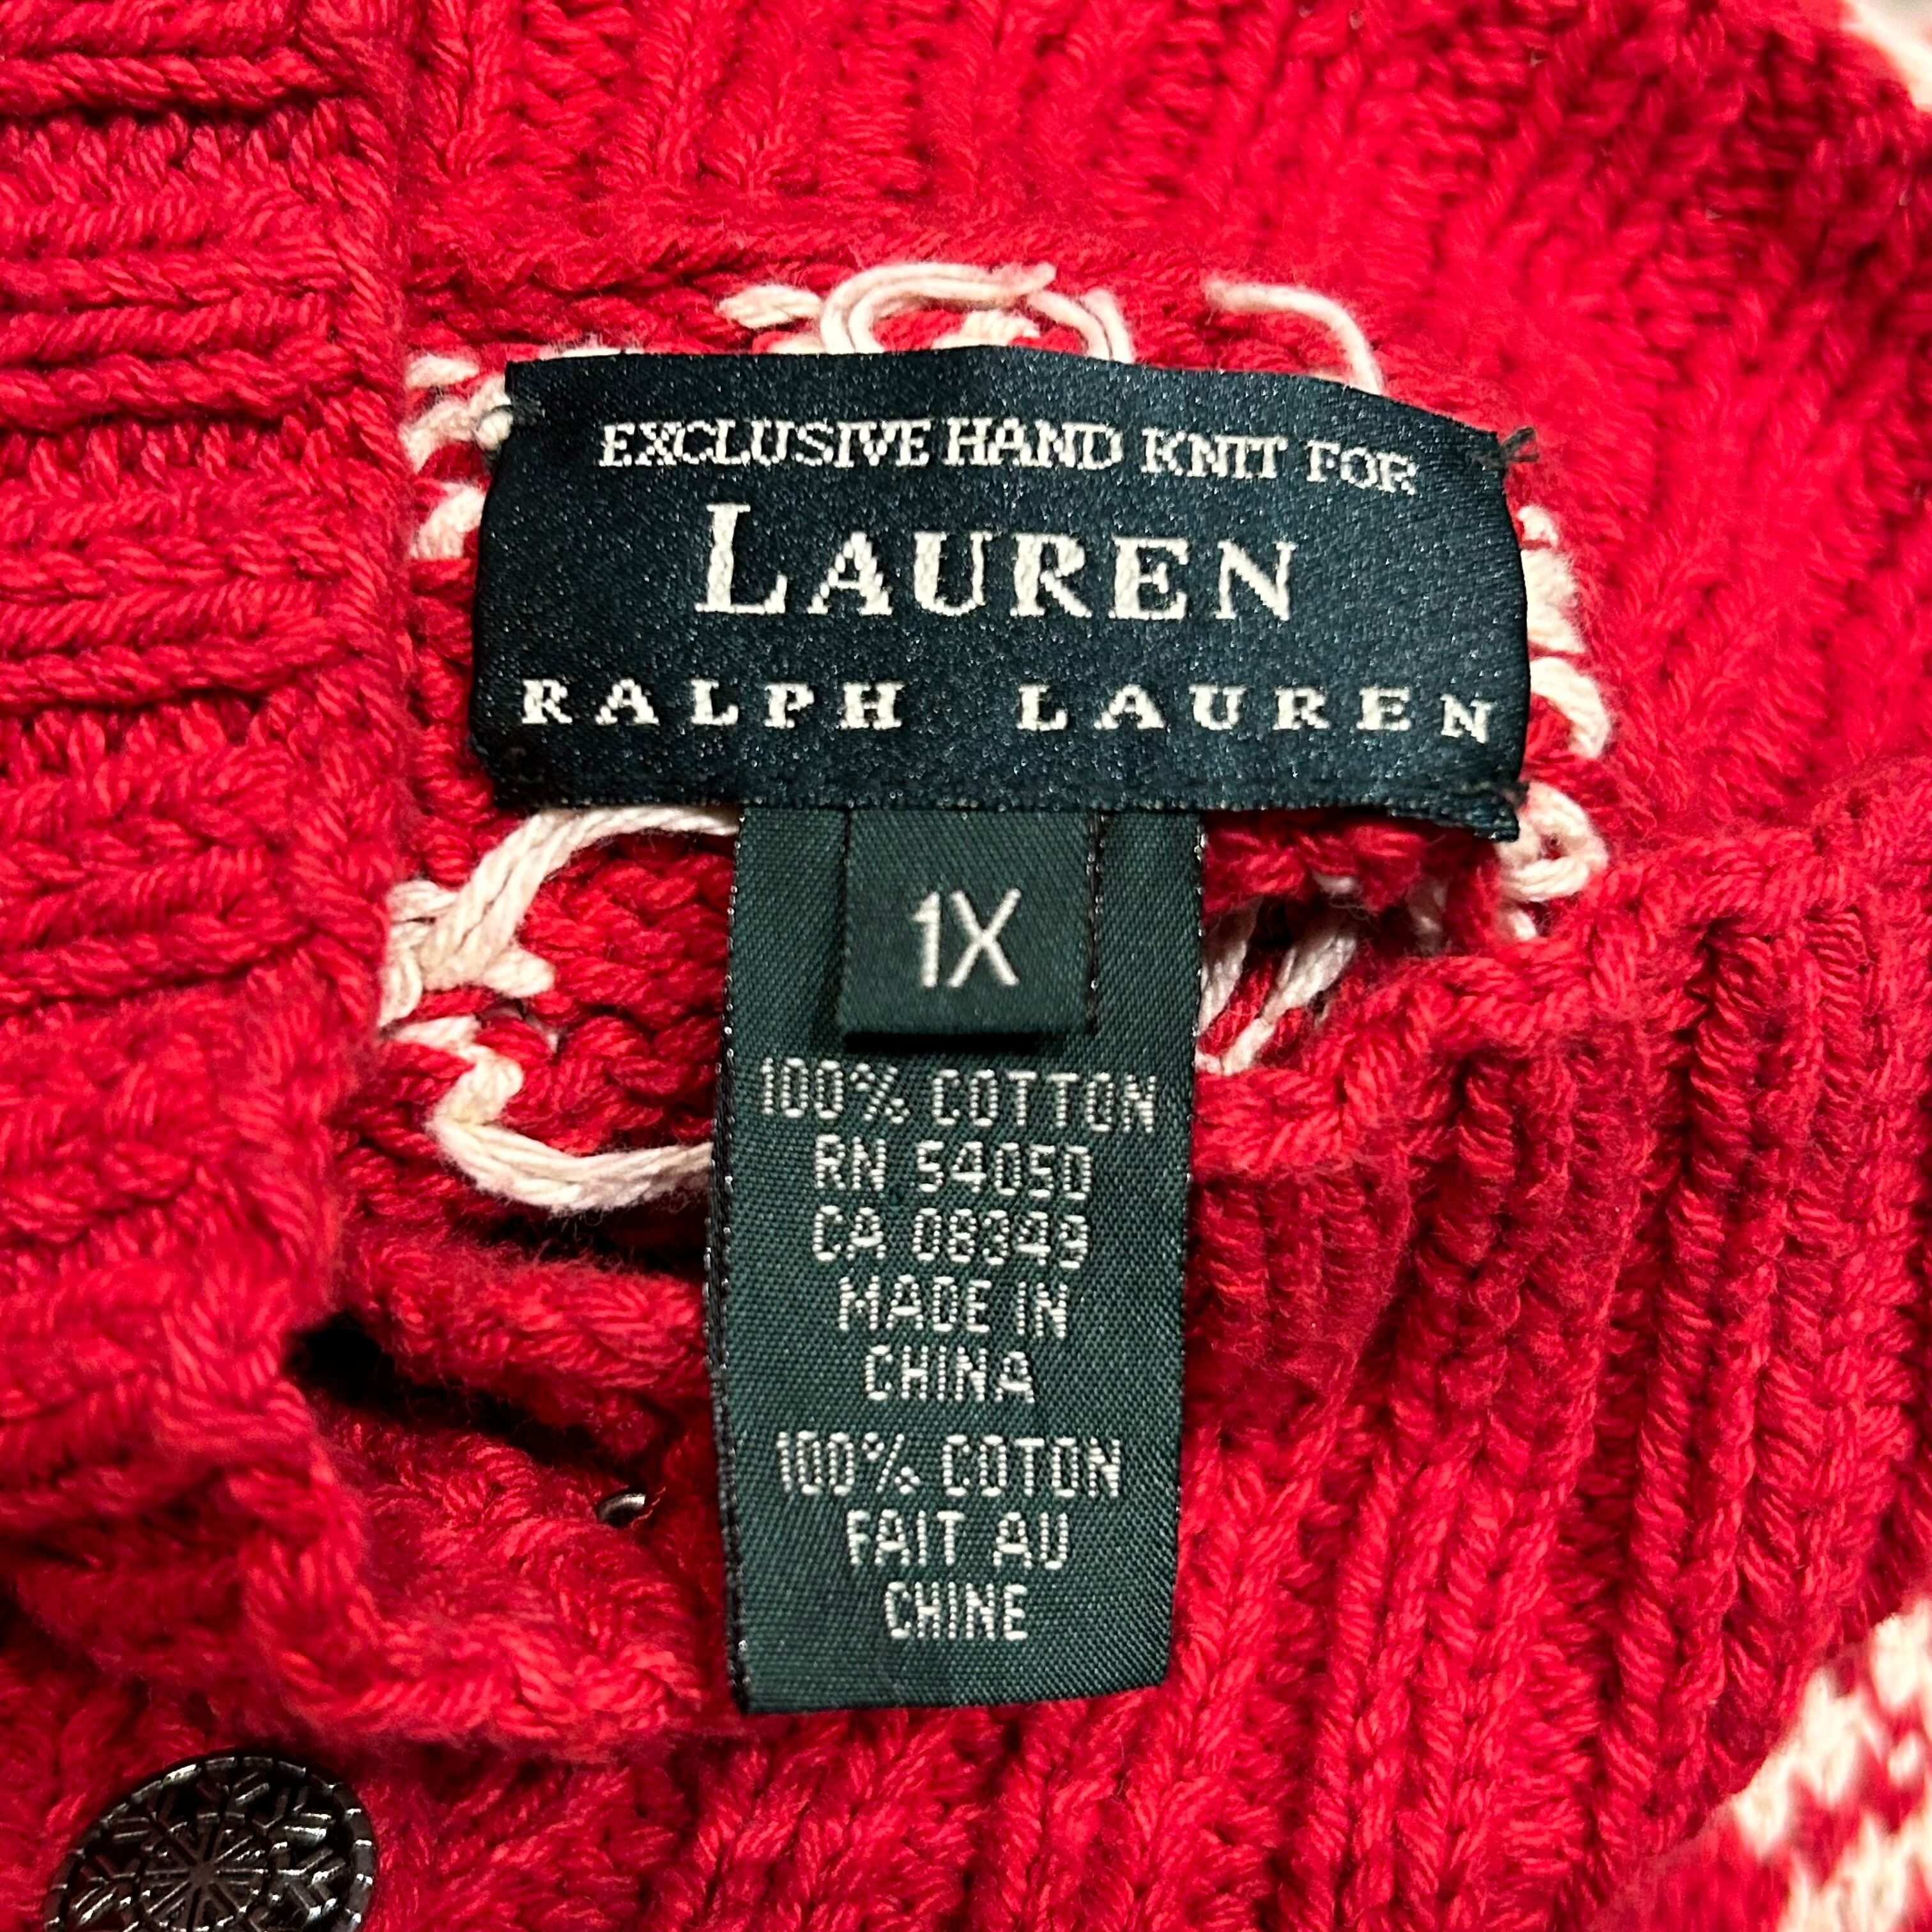 EXCLUSIVE HAND KNIT FOR
LAUREN
RALPH LAUREN
1X
100% COTTON
RN 54050
CA 08349
MADE IN
CHINA
100% COTON
FAIT AU
CHINE